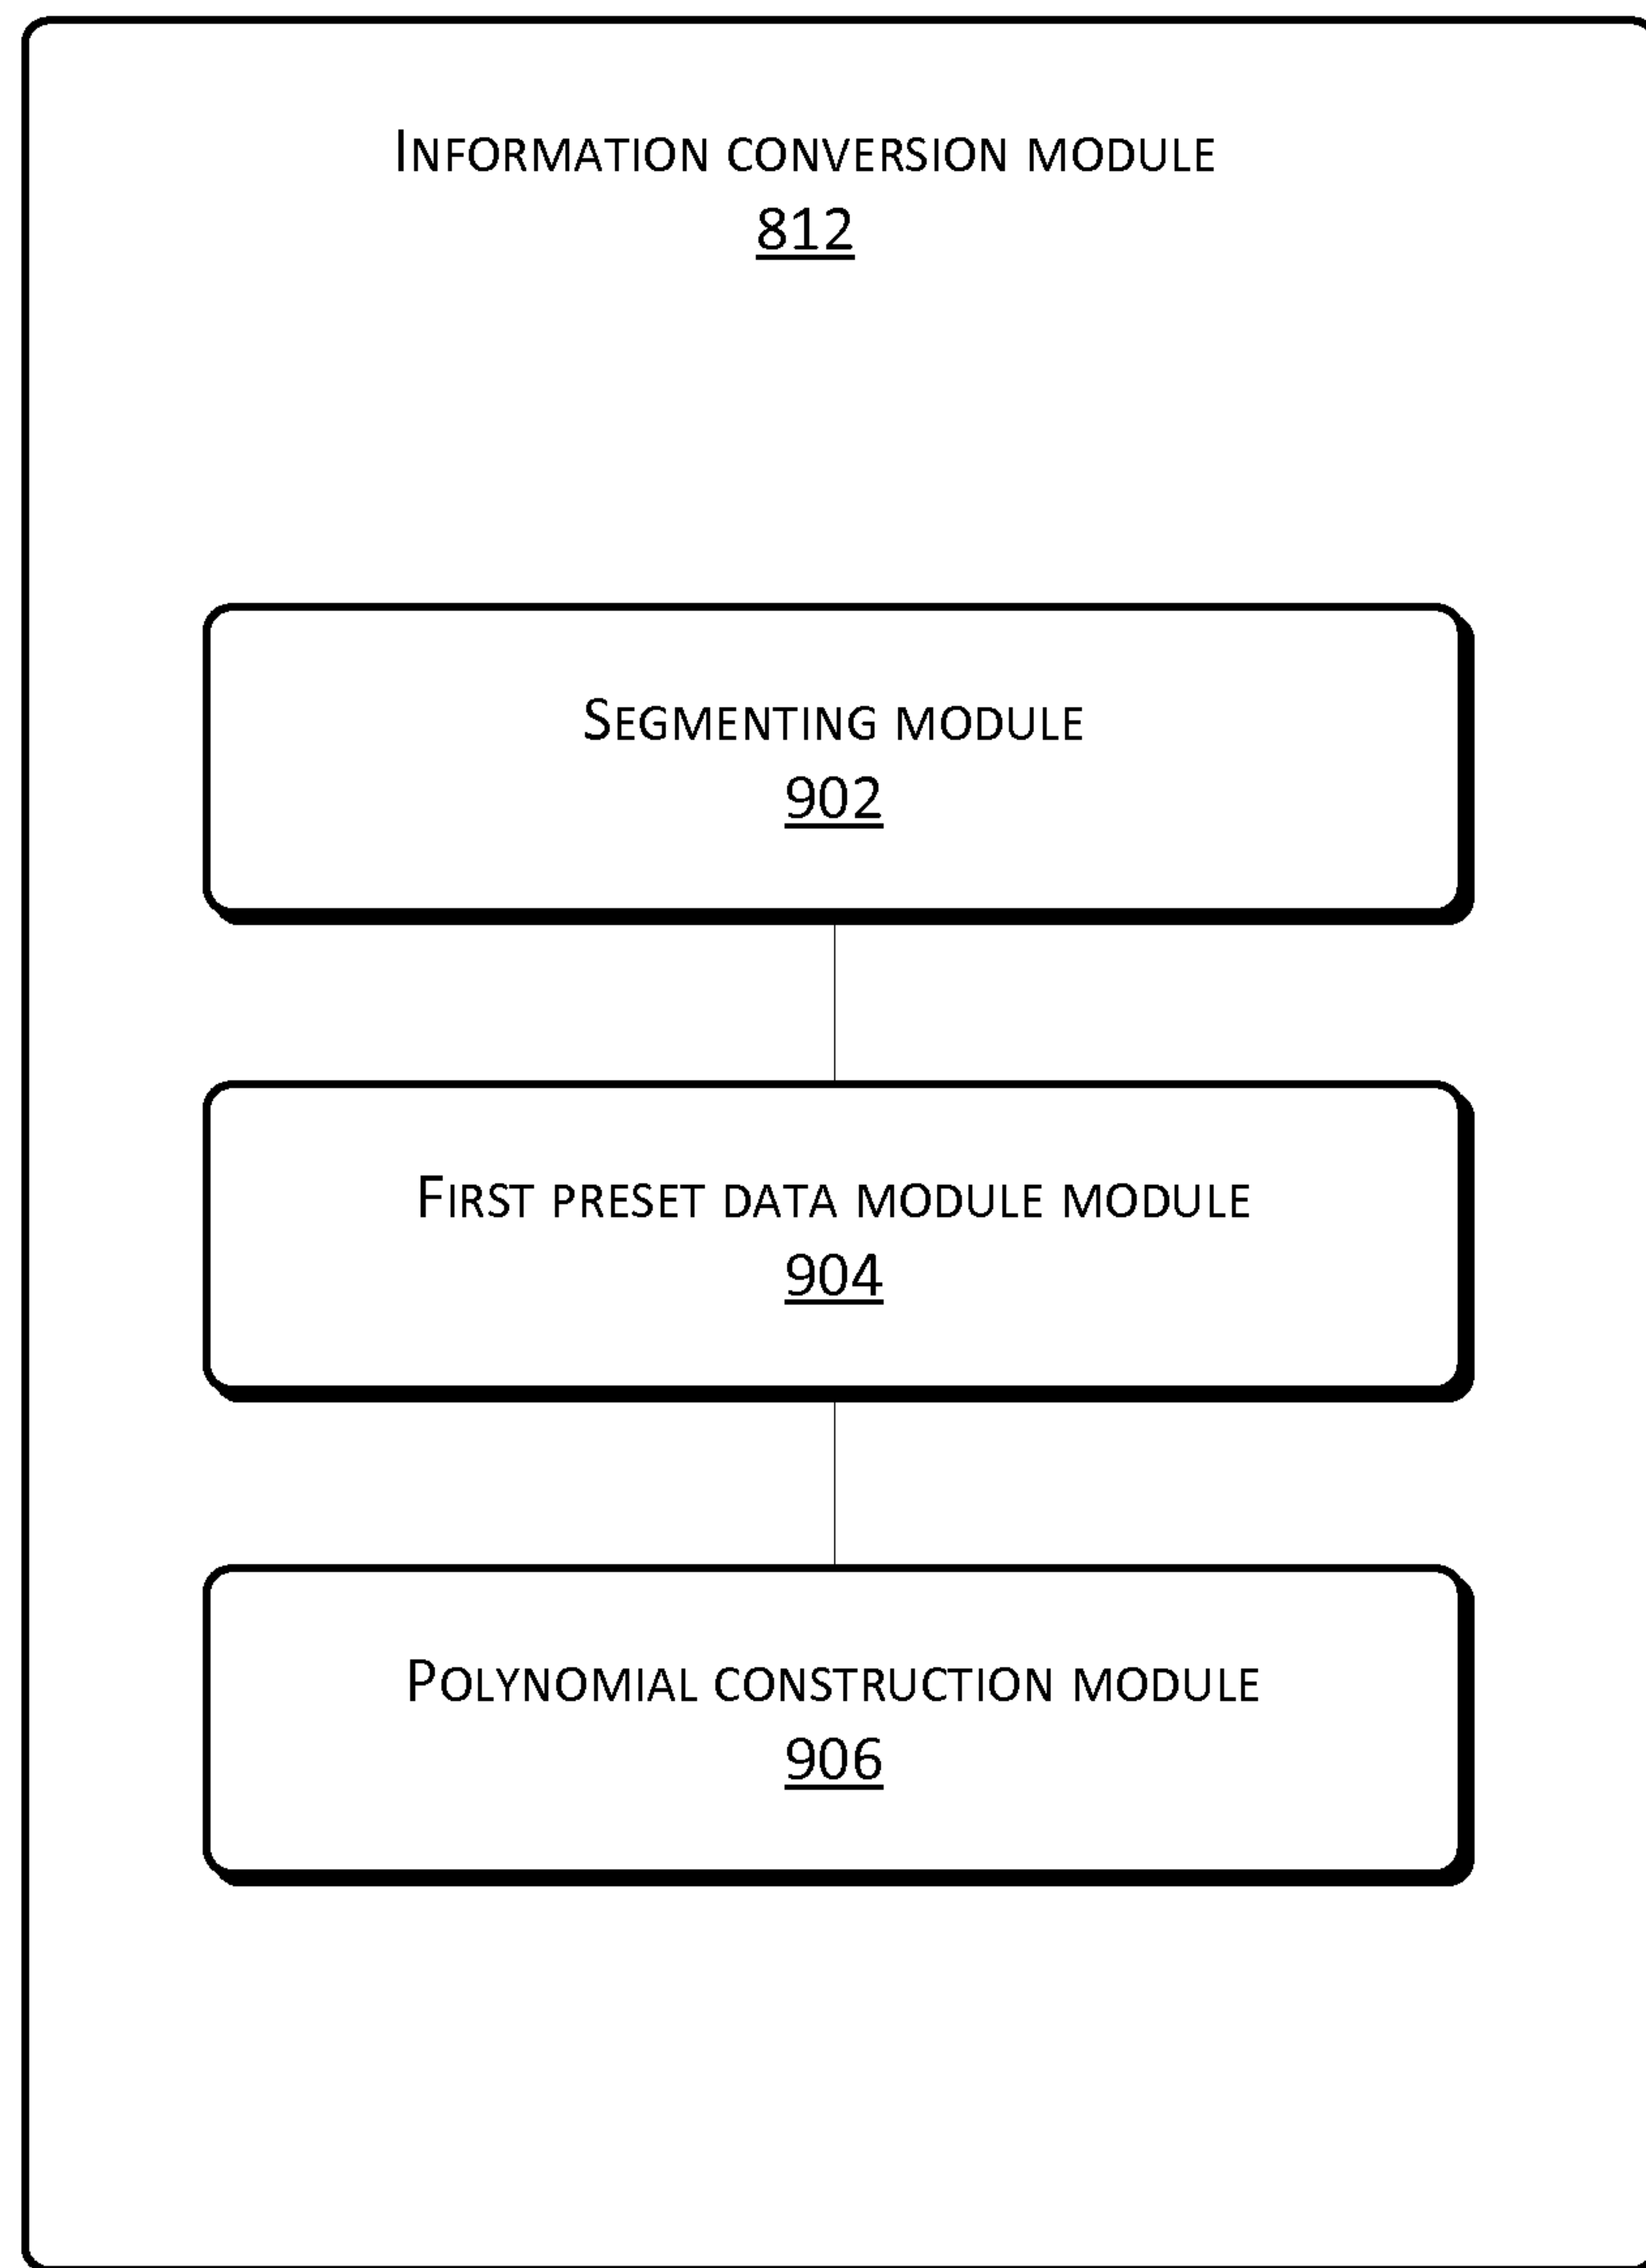 INFORMATION CONVERSION MODULE
812
SEGMENTING MODULE
902
FIRST PRESET DATA MODULE MODULE
904
POLYNOMIAL CONSTRUCTION MODULE
906